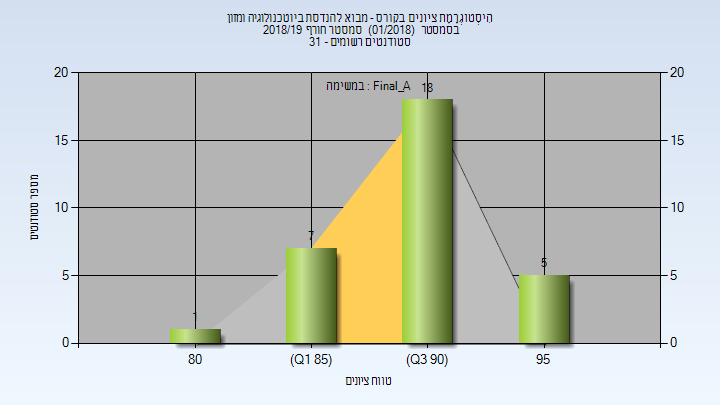 היסטוגרמת ציונים בקורס - מבוא להנדסת ביוטכנולוגיה ומזון
בסמסטר (01/2018) סמסטר חורף 2018/19
סטודנטים רשומים - 31
במשימה : Final_A
20
15
10
5
0
20
15
10
5
0
מספר סטודנטים
1
7
18
5
80
(Q1 85)
(Q3 90)
95
טווח ציונים